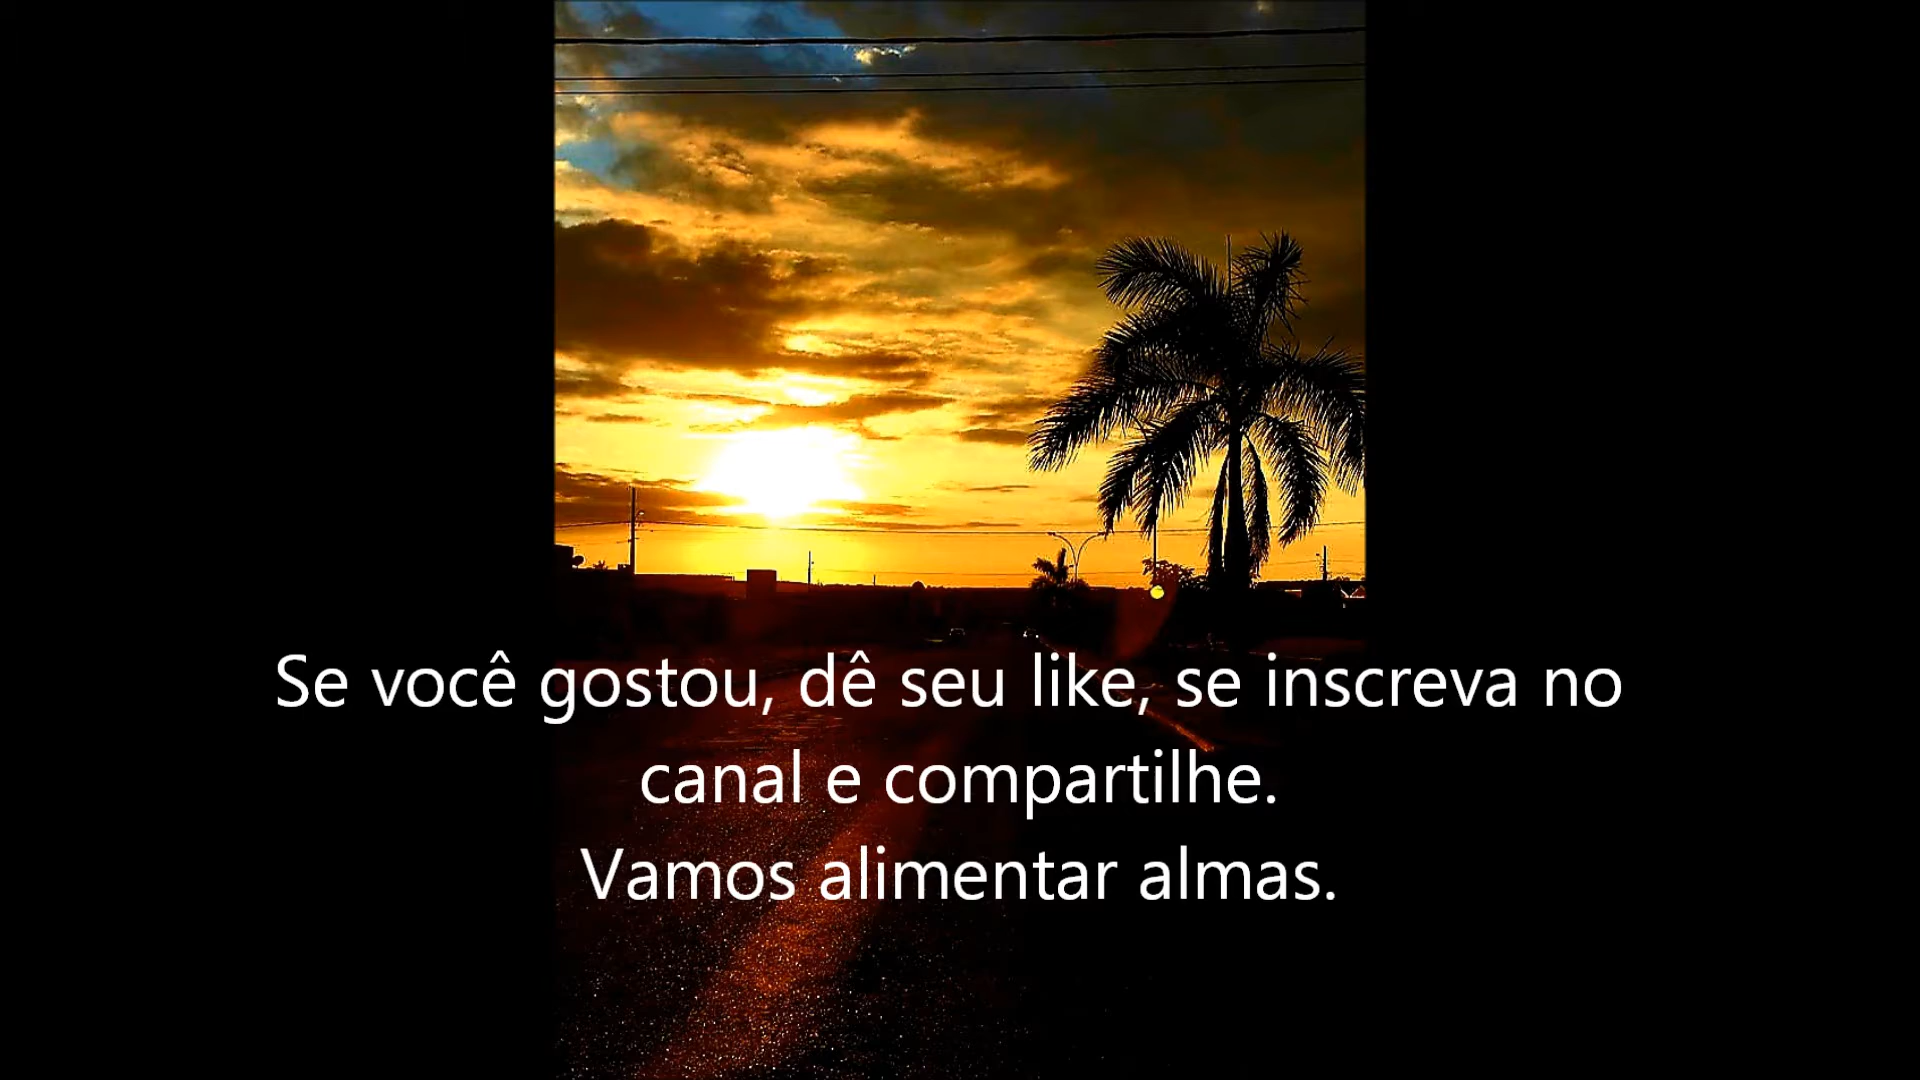 Se você gostou, dê seu like, se inscreva no
canal e compartilhe.
Vamos alimentar almas.